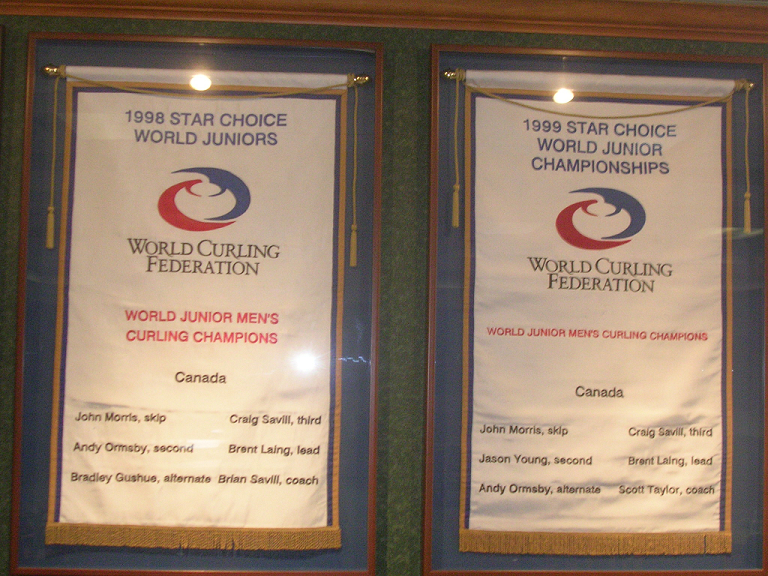 1998 STAR CHOICE
WORLD JUNIORS
WORLD CURLING
FEDERATION
WORLD JUNIOR MEN'S
CURLING CHAMPIONS
Canada
John Morris, skip Craig Savill, third
Andy Ormsby, second Brent Laing, lead
Bradley Gushue, alternate Brian Savill, coach
1999 STAR CHOICE
WORLD JUNIOR
CHAMPIONSHIPS
WORLD CURLING
FEDERATION
WORLD JUNIOR MEN'S CURLING CHAMPIONS
Canada
John Morris, skip Craig Savill, third
Jason Young, second Brent Laing, lead
Andy Ormsby, alternate Scott Taylor, coach